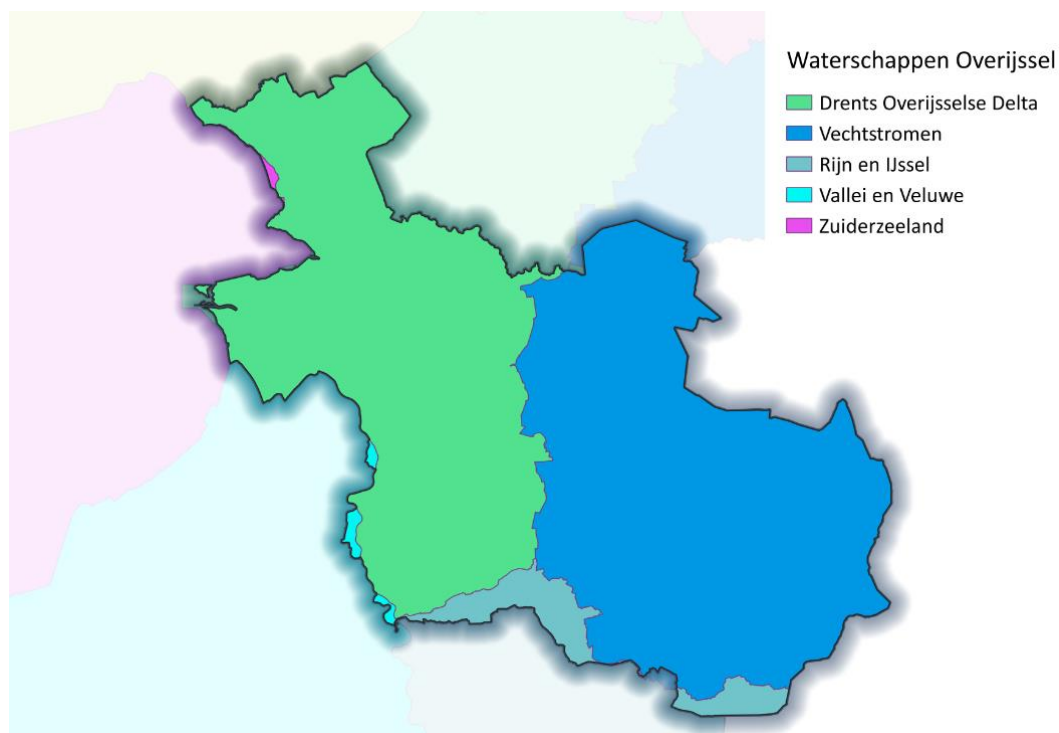 Waterschappen Overijssel
Drents Overijsselse Delta
Vechtstromen
Rijn en IJssel
Vallei en Veluwe
Zuiderzeeland